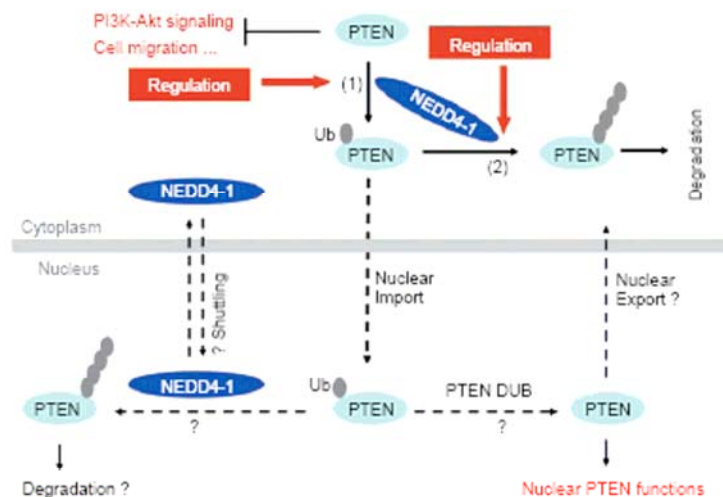 PI3K-Akt signaling
Cell migration ...
PTEN
Regulation
Regulation
(1)
NEDD4-1
Ub
PTEN
(2)
PTEN
Degradation
NEDD4-1
Cytoplasm
Nucleus
? Shuttling
Nuclear
Import
Nuclear
Export ?
NEDD4-1
Ub
PTEN
PTEN
PTEN DUB
PTEN
?
?
Degradation ?
Nuclear PTEN functions